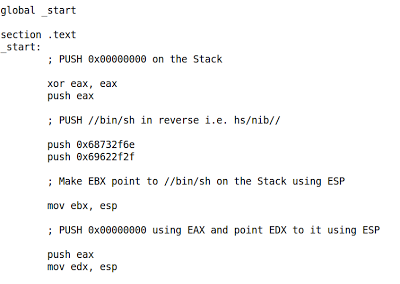 global _start
section .text
_start:
; PUSH 0x00000000 on the Stack
xor eax, eax
push eax
; PUSH //bin/sh in reverse i.e. hs/nib//
push 0x68732f6e
push 0x69622f2f
; Make EBX point to //bin/sh on the Stack using ESP
mov ebx, esp
; PUSH 0x00000000 using EAX and point EDX to it using ESP
push eax
mov edx, esp